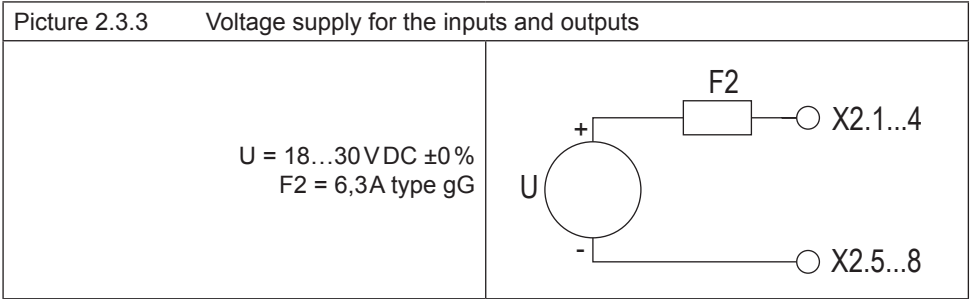 Picture 2.3.3 Voltage supply for the inputs and outputs
U = 18…30 V DC ±0 %
F2 = 6,3 A type gG
F2
X2.1...4
+
U
-
X2.5...8